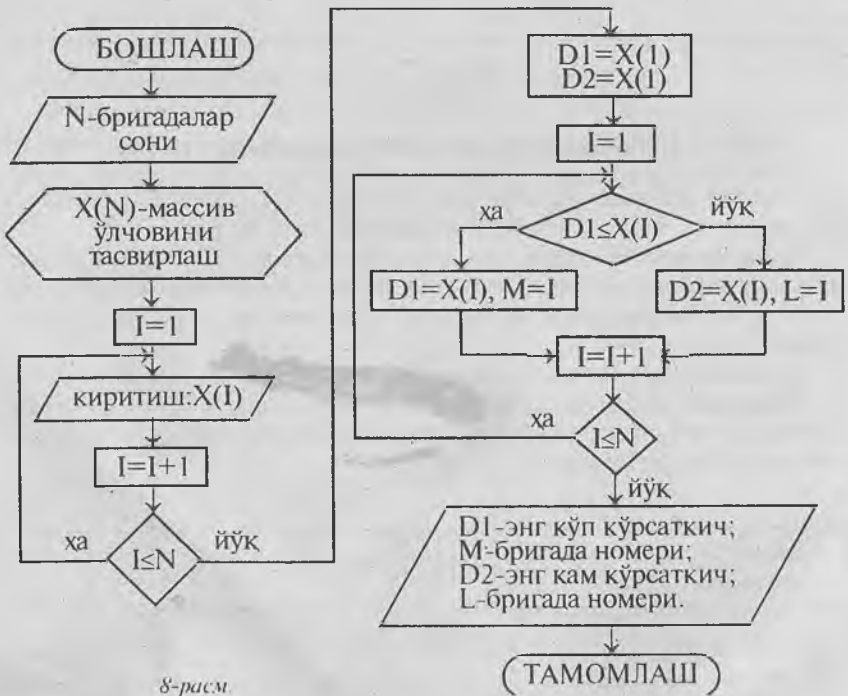 БОШЛАШ
N-бригадалар
сони
X(N)-массив
ўлчовини
тасвирлаш
I=1
киритиш:X(I)
I=I+1
ҳа
I≤N
йўқ
D1=X(1)
D2=X(1)
I=1
ҳа
D1≤X(I)
йўқ
D1=X(I), M=I
D2=X(I), L=I
I=I+1
ҳа
I≤N
йўқ
D1-энг кўп кўрсаткич;
M-бригада номери;
D2-энг кам кўрсаткич;
L-бригада номери.
ТАМОМЛАШ
8-расм